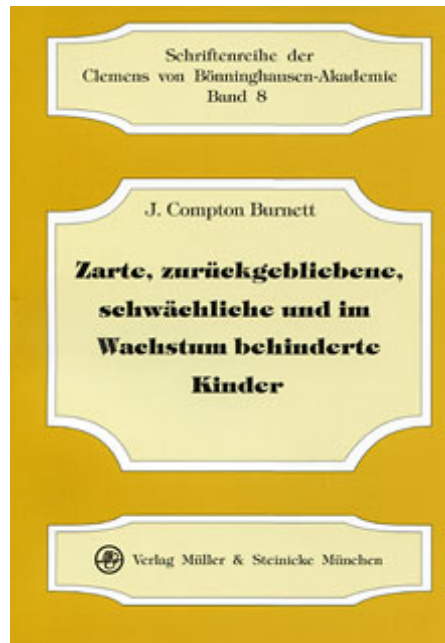 Schriftenreihe der
Clemens von Bönninghausen-Akademie
Band 8
J. Compton Burnett
Zarte, zurückgebliebene,
schwächliche und im
Wachstum behinderte
Kinder
Verlag Müller & Steinicke München